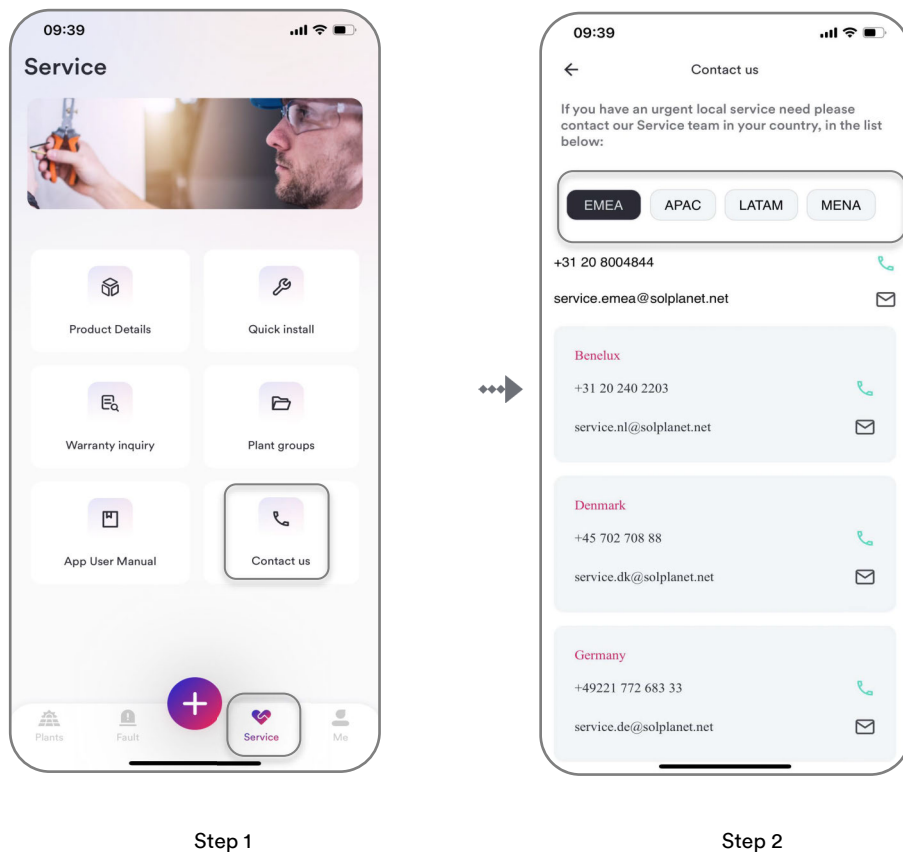 09:39
Service
Product Details
Quick install
Warranty inquiry
Plant groups
App User Manual
Contact us
Plants
Fault
Service
Me
Step 1
09:39
Contact us
If you have an urgent local service need please
contact our Service team in your country, in the list
below:
EMEA APAC LATAM MENA
+31 20 8004844
service.emea@solplanet.net
Benelux
+31 20 240 2203
service.nl@solplanet.net
Denmark
+45 702 708 88
service.dk@solplanet.net
Germany
+49221 772 683 33
service.de@solplanet.net
Step 2